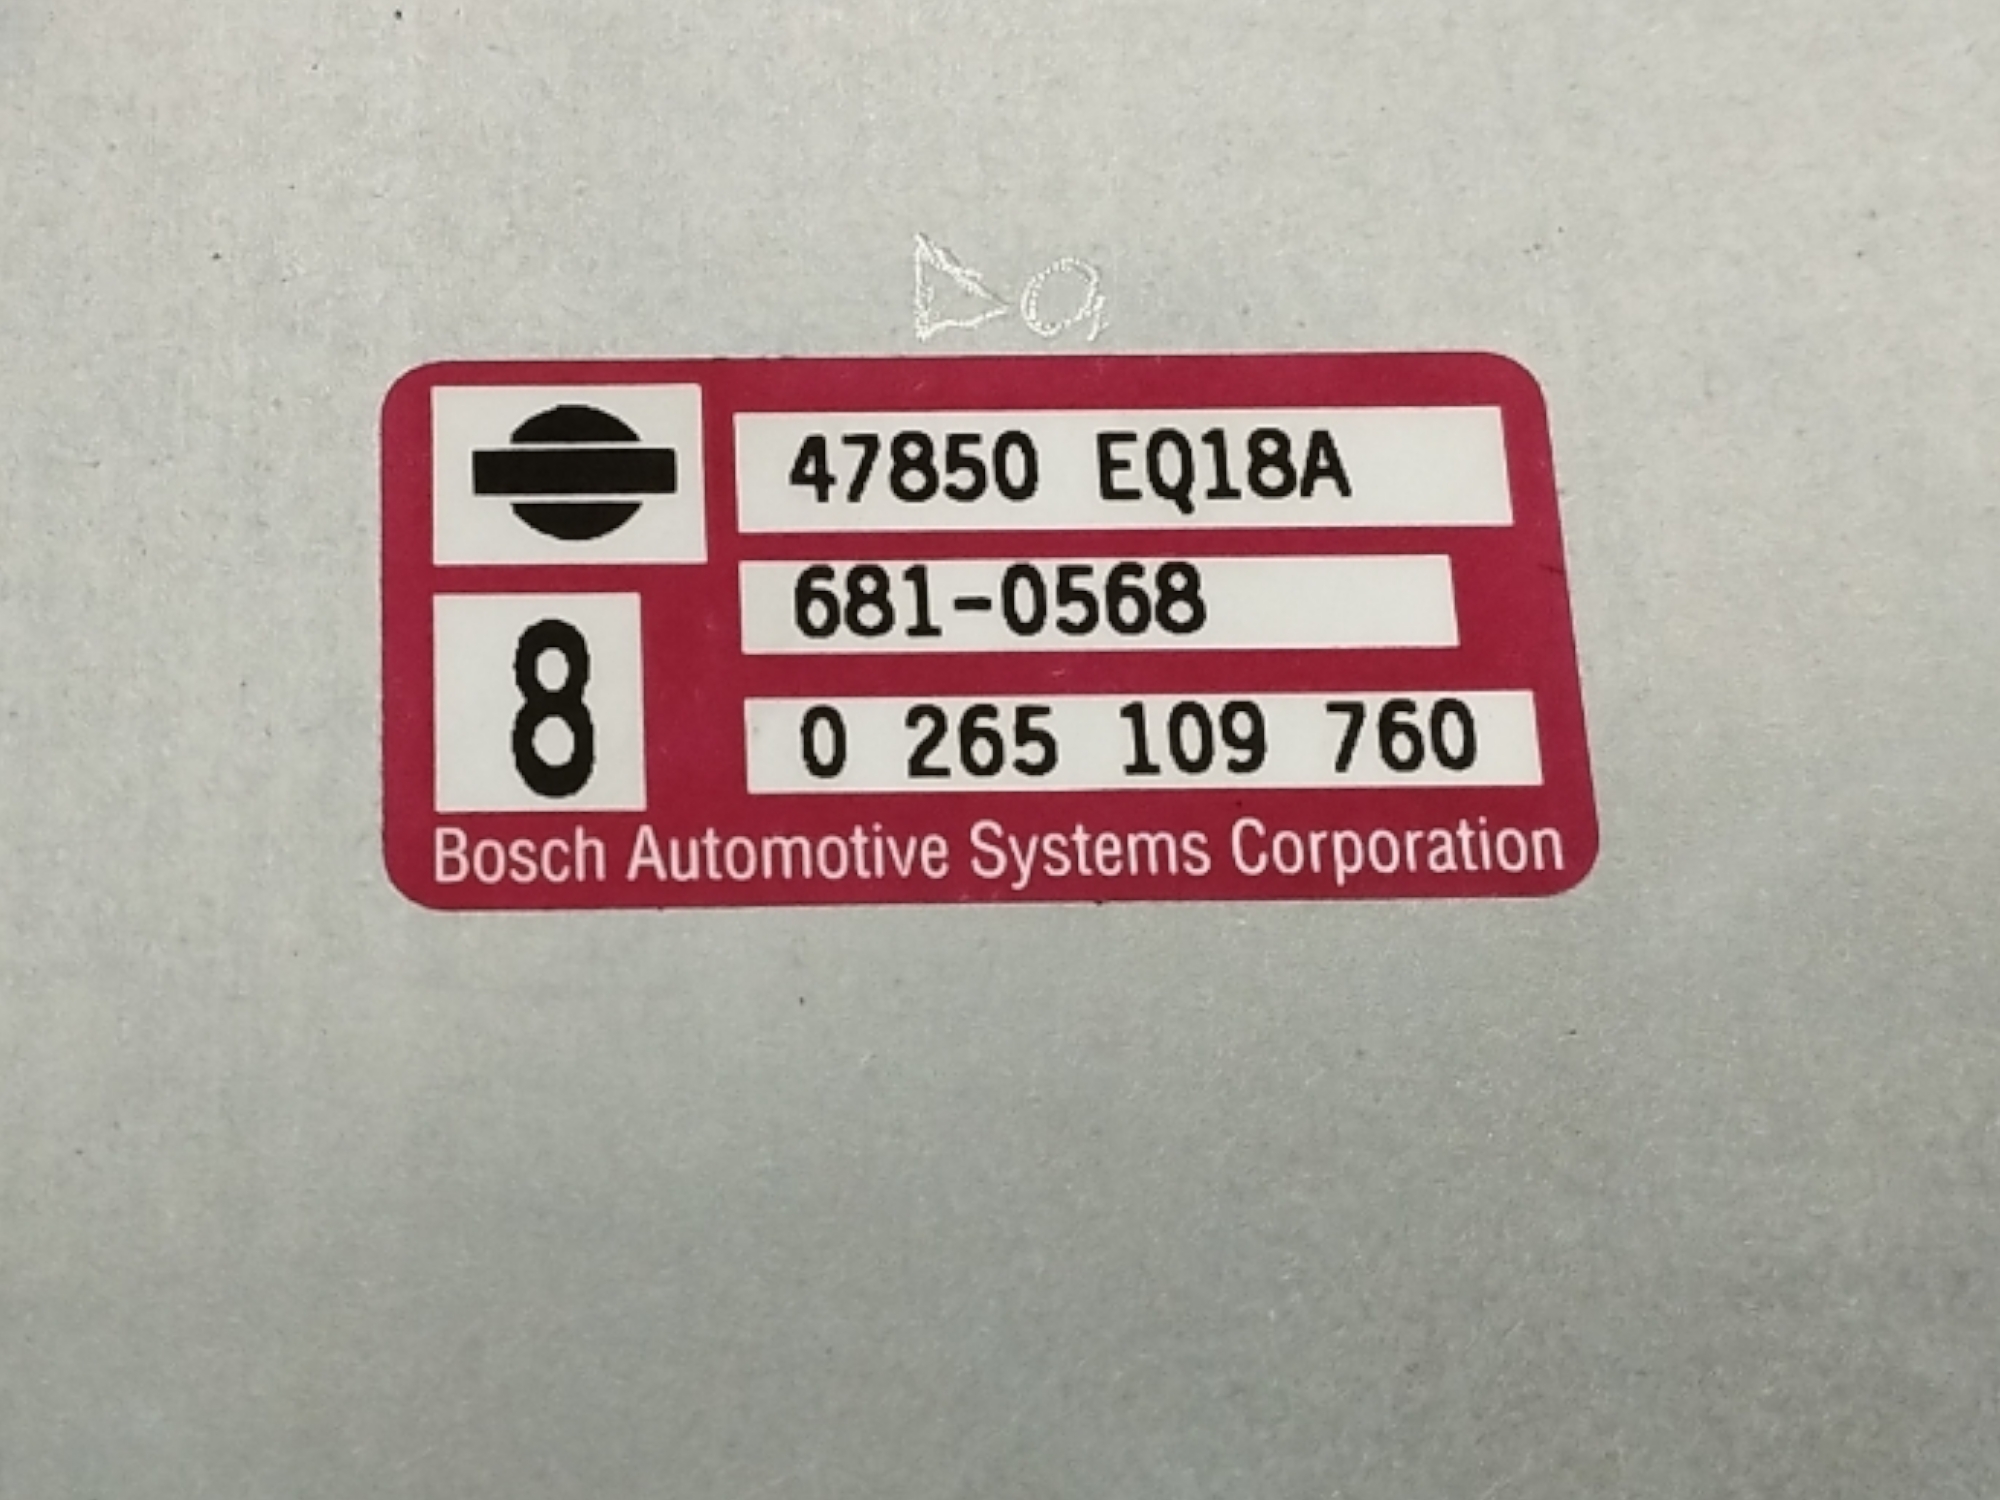 47850 EQ18A
681-0568
8
0 265 109 760
Bosch Automotive Systems Corporation